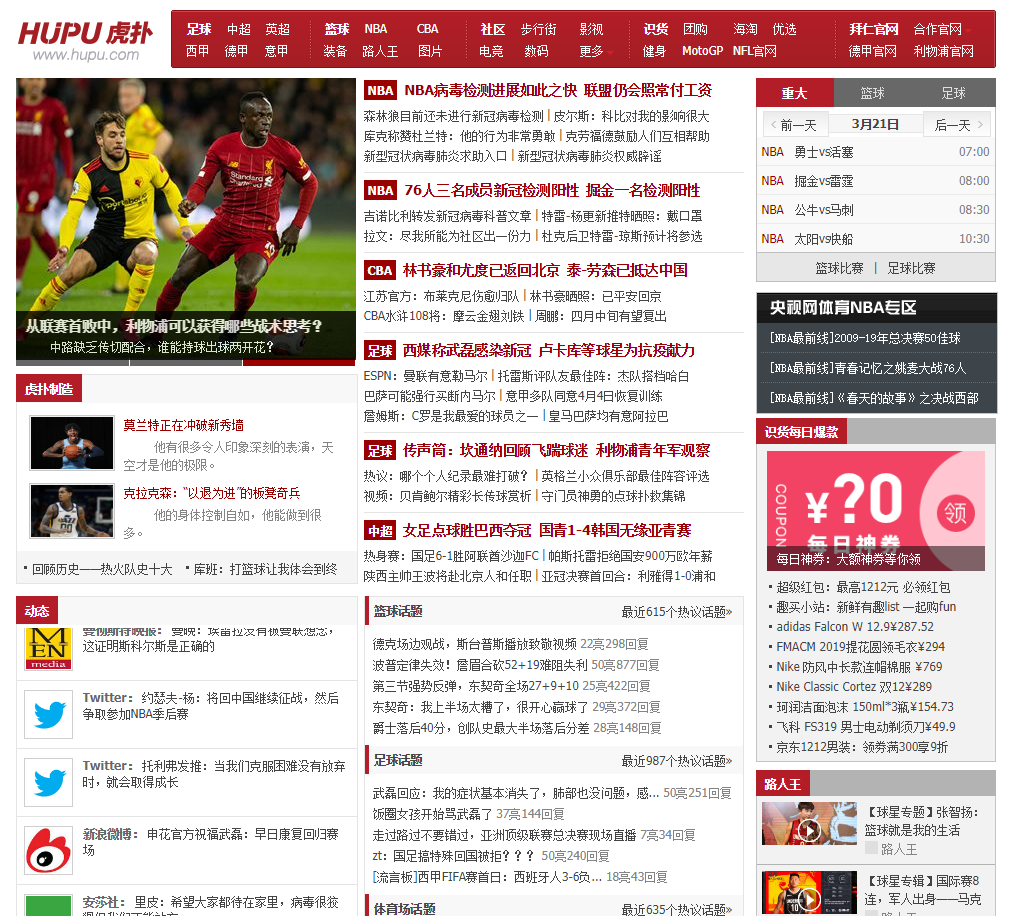 HUPU 虎扑
www.hupu.com
足球 中超 英超 篮球 NBA CBA 社区 步行街 影视 识货 团购 海淘 优选 拜仁官网 合作官网
西甲 德甲 意甲 装备 路人王 图片 电竞 数码 更多 健身 MotoGP NFL官网 德甲官网 利物浦官网
从联赛首败中，利物浦可以获得哪些战术思考？
中路缺乏传切配合，谁能持球出球两开花？
虎扑制造
莫兰特正在冲破新秀墙
他有很多令人印象深刻的表演，天
空才是他的极限。
克拉克森：“以退为进”的板凳奇兵
他的身体控制自如，他能做到很
多。
· 回顾历史——热火队史十大 · 库班：打篮球让我体会到终
动态
曼彻斯特晚报：曼晚：埃雷拉没有被曼联想念，
这证明斯科尔斯是正确的
MEN
media
Twitter：约瑟夫-杨：将回中国继续征战，然后
争取参加NBA季后赛
Twitter：托利弗发推：当我们克服困难没有放弃
时，就会取得成长
新浪微博：申花官方祝福武磊：早日康复回归赛
场
安莎社：里皮：希望大家都待在家里，病毒很狡
NBA NBA病毒检测进展如此之快 联盟仍会照常付工资
森林狼目前还未进行新冠病毒检测 | 皮尔斯：科比对我的影响很大
库克称赞杜兰特：他的行为非常勇敢 | 克劳福德鼓励人们互相帮助
新型冠状病毒肺炎求助入口 | 新型冠状病毒肺炎权威辟谣
NBA 76人三名成员新冠检测阳性 掘金一名检测阳性
吉诺比利转发新冠病毒科普文章 | 特雷-杨更新推特晒照：戴口罩
拉文：尽我所能为社区出一份力 | 杜克后卫特雷-琼斯预计将参选
CBA 林书豪和尤度已返回北京 泰-劳森已抵达中国
江苏官方：布莱克尼伤愈归队 | 林书豪晒照：已平安回京
CBA水浒108将：摩云金翅刘铁 | 周鹏：四月中旬有望复出
足球 西媒称武磊感染新冠 卢卡库等球星为抗疫献力
ESPN：曼联有意勒马尔 | 托雷斯评队友最佳阵：杰队搭档哈白
巴萨可能强行买断内马尔 | 意甲多队同意4月4日恢复训练
詹姆斯：C罗是我最爱的球员之一 | 皇马巴萨均有意阿拉巴
足球 传声筒：坎通纳回顾飞踹球迷 利物浦青年军观察
热议：哪个个人纪录最难打破？ | 英格兰小众俱乐部最佳阵容评选
视频：贝肯鲍尔精彩长传球赏析 | 守门员神勇的点球扑救集锦
中超 女足点球胜巴西夺冠 国青1-4韩国无缘亚青赛
热身赛：国足6-1胜阿联首沙迦FC | 帕斯托雷拒绝国安900万欧年薪
陕西主帅王波将赴北京人和任职 | 亚冠决赛首回合：利雅得1-0浦和
篮球话题 最近615个热议话题»
德克场边观战，斯台普斯播放致敬视频 22亮298回复
波普定律失效！詹眉合砍52+19难阻失利 50亮877回复
第三节强势反弹，东契奇全场27+9+10 25亮422回复
东契奇：我上半场太糟了，很开心赢球了 29亮372回复
爵士落后40分，创队史最大半场落后分差 28亮148回复
足球话题 最近987个热议话题»
武磊回应：我的症状基本消失了，肺部也没问题，感... 50亮251回复
饭圈女孩开始骂武磊了 37亮144回复
走过路过不要错过，亚洲顶级联赛总决赛现场直播 7亮34回复
zt：国足搞特殊回国被拒？？？ 50亮240回复
[流言板]西甲FIFA赛首日：西班牙人3-6负... 18亮43回复
体育场话题 最近635个热议话题»
重大 篮球 足球
前一天 3月21日 后一天
NBA 勇士vs活塞 07:00
NBA 掘金vs雷霆 08:00
NBA 公牛vs马刺 08:30
NBA 太阳vs快船 10:30
篮球比赛 | 足球比赛
央视网体育NBA专区
[NBA最前线]2009-19年总决赛50佳球
[NBA最前线]青春记忆之姚麦大战76人
[NBA最前线]《春天的故事》之决战西部
识货每日爆款
COUPON ¥?0 领
每日神券
每日神券：大额神券等你领
· 超级红包：最高1212元 必领红包
· 趣买小站：新鲜有趣list 一起购fun
· adidas Falcon W 12.9¥287.52
· FMACM 2019提花圆领毛衣¥294
· Nike 防风中长款连帽棉服 ¥769
· Nike Classic Cortez 双12¥289
· 珂润洁面泡沫 150ml*3瓶¥154.73
· 飞科 FS319 男士电动剃须刀¥49.9
· 京东1212男装：领券满300享9折
路人王
【球星专题】张智扬：
篮球就是我的生活
路人王
【球星专辑】国际赛8
连，军人出身——马克